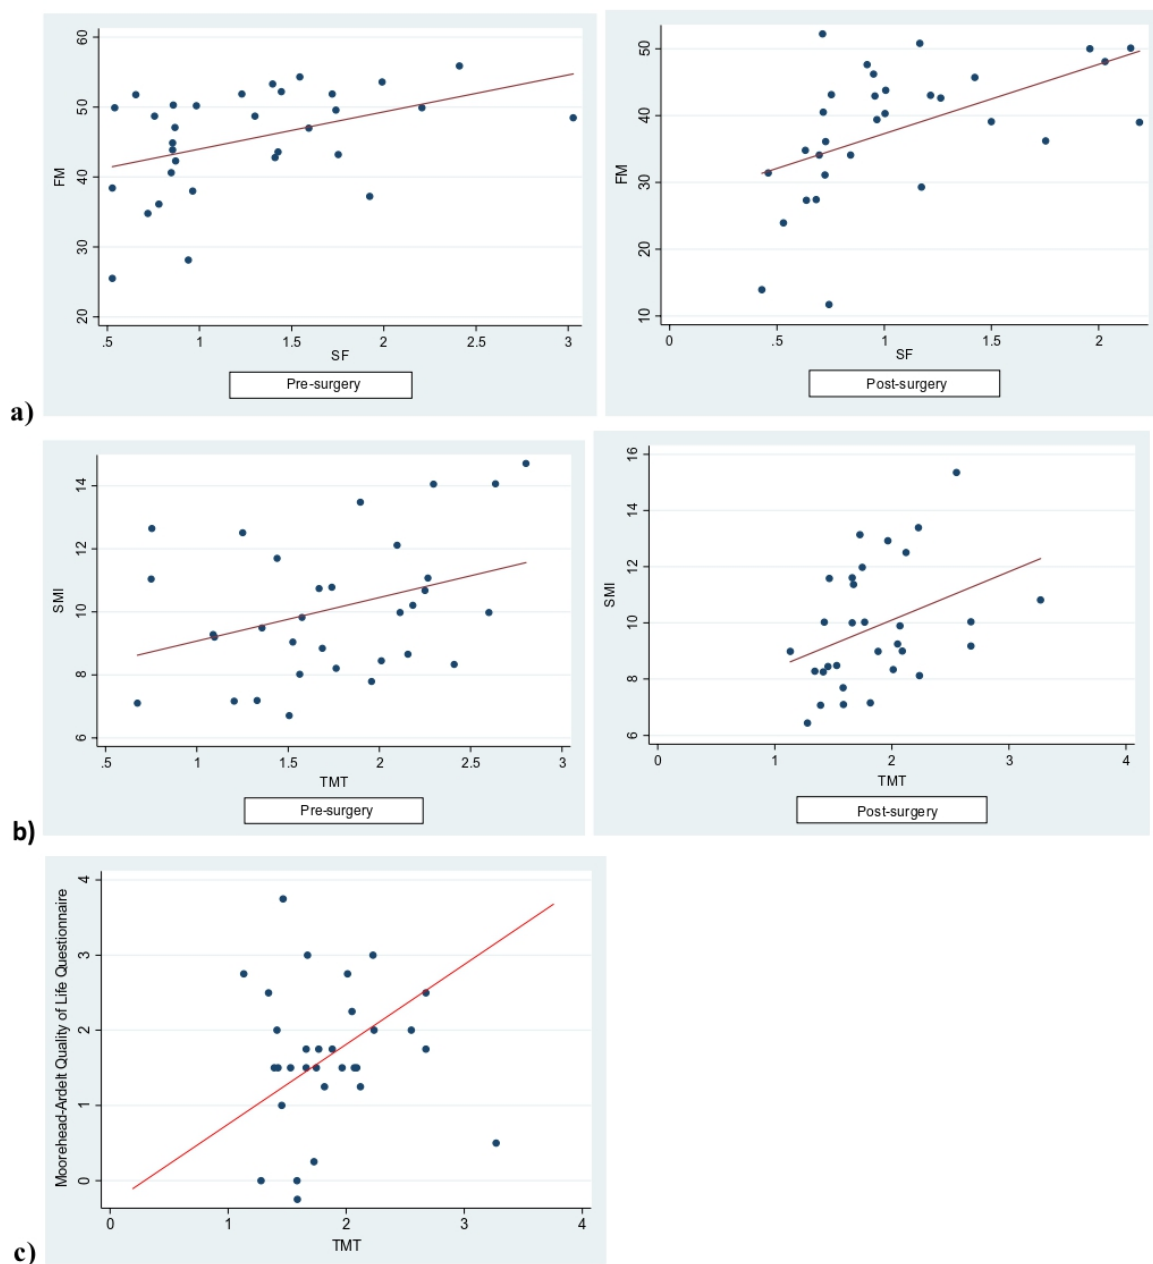 60
50
40
30
20
FM
.5 1 1.5 2 2.5 3
SF
Pre-surgery
50
40
30
20
10
FM
0 .5 1 1.5 2
SF
Post-surgery
a)
14
12
10
8
6
SMI
.5 1 1.5 2 2.5 3
TMT
Pre-surgery
16
14
12
10
8
6
SMI
0 1 2 3 4
TMT
Post-surgery
b)
4
3
2
1
0
Moorehead-Ardelt Quality of Life Questionnaire
0 1 2 3 4
TMT
c)